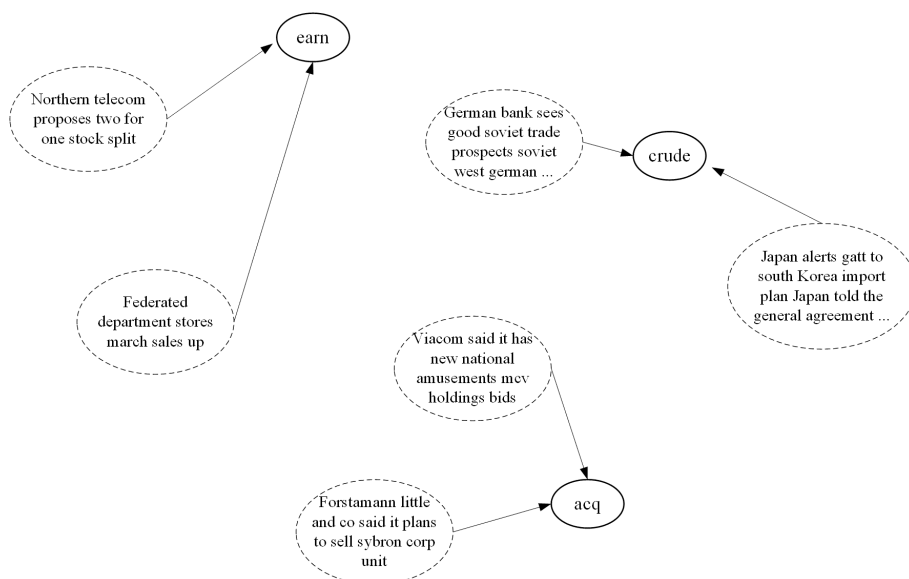 earn
Northern telecom
proposes two for
one stock split
German bank sees
good soviet trade
prospects soviet
west german ...
crude
Japan alerts gatt to
south Korea import
plan Japan told the
general agreement ...
Federated
department stores
march sales up
Viacom said it has
new national
amusements mcv
holdings bids
Forstamann little
and co said it plans
to sell sybron corp
unit
acq